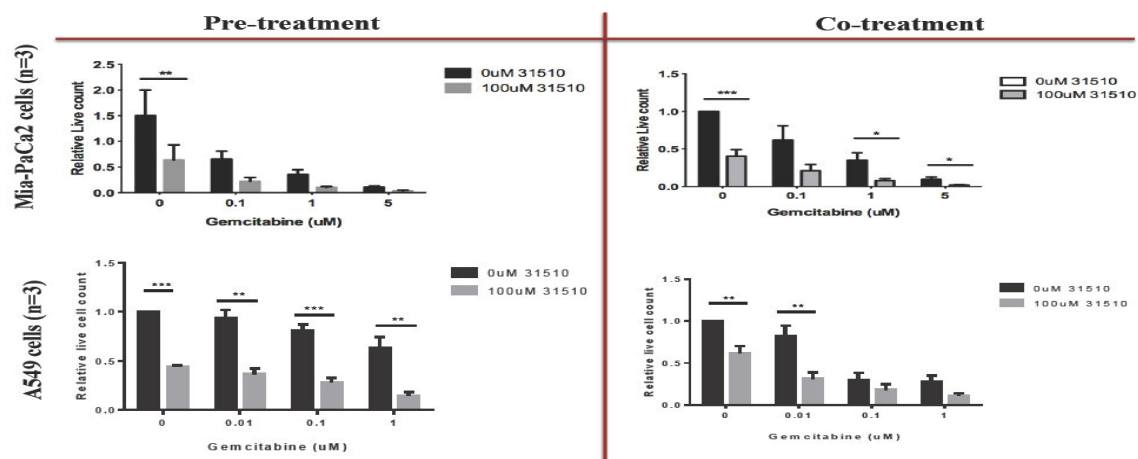 Pre-treatment
Co-treatment
Mia-PaCa2 cells (n=3)
Relative Live count
2.5
2.0
1.5
1.0
0.5
0.0
**
0uM 31510
100uM 31510
0 0.1 1 5
Gemcitabine (uM)
Relative Live count
1.5
1.0
0.5
0.0
***
*
*
0uM 31510
100uM 31510
0 0.1 1 5
Gemcitabine (uM)
A549 cells (n=3)
Relative live cell count
1.5
1.0
0.5
0.0
***
**
***
**
0uM 31510
100uM 31510
0 0.01 0.1 1
Gemcitabine (uM)
Relative live cell count
1.5
1.0
0.5
0.0
**
**
0uM 31510
100uM 31510
0 0.01 0.1 1
Gemcitabine (uM)